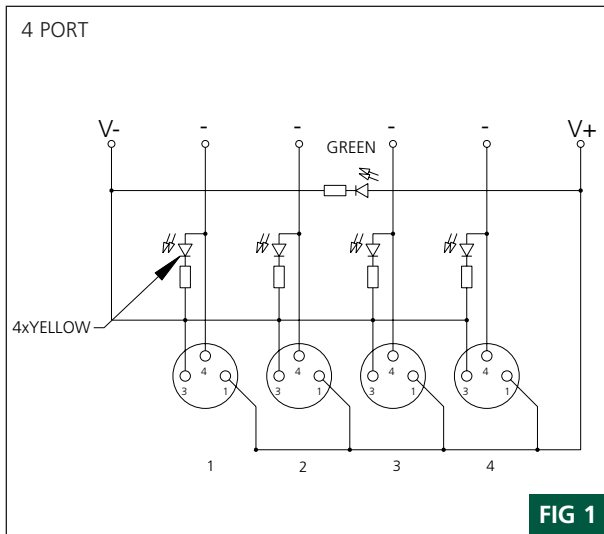 4 PORT
V- - - - - V+
GREEN
4xYELLOW
4 4 4 4
3 1 3 1 3 1 3 1
1 2 3 4
FIG 1